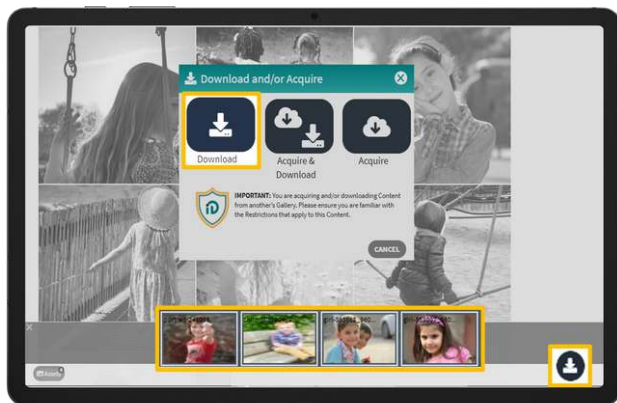 Download and/or Acquire
Download
Acquire &
Download
Acquire
IMPORTANT: You are acquiring and/or downloading Content
from another's Gallery. Please ensure you are familiar with
the Restrictions that apply to this Content.
CANCEL